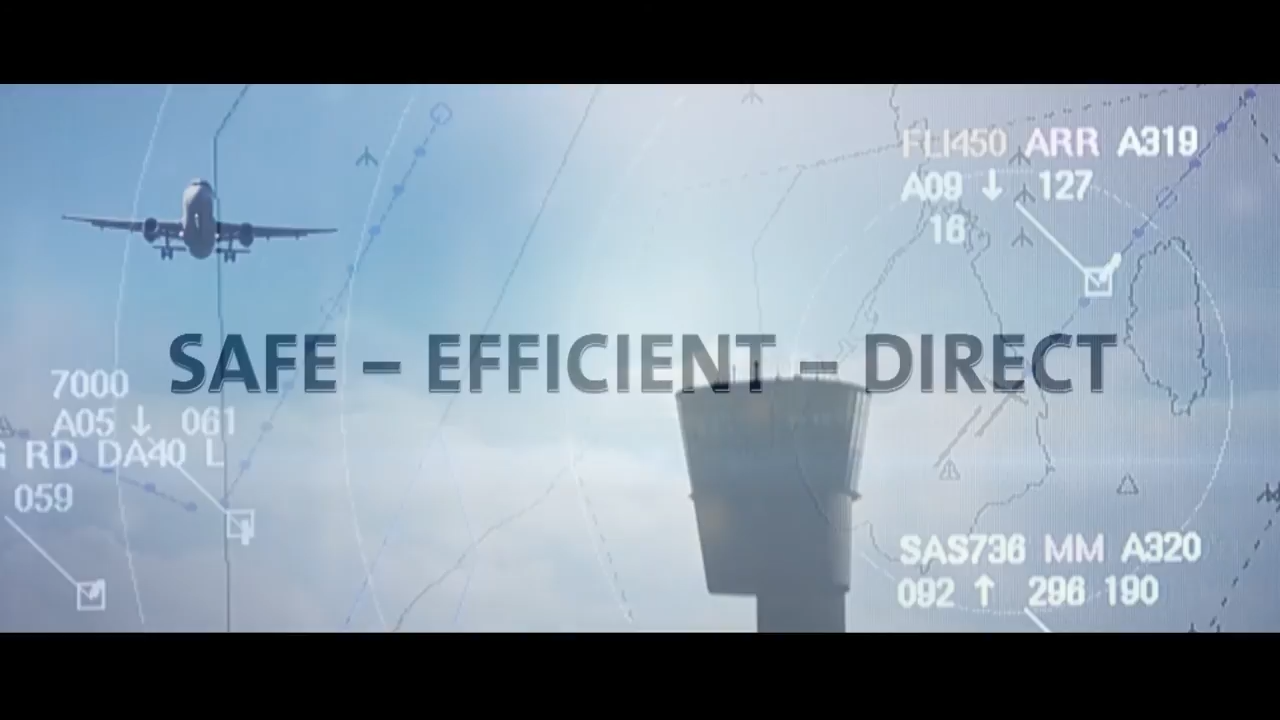 FLI450 ARR A319
A09 ↓ 127
16
SAFE – EFFICIENT – DIRECT
7000
A05 ↓ 061
RD DA40 L
059
SAS736 MM A320
092 ↑ 296 190